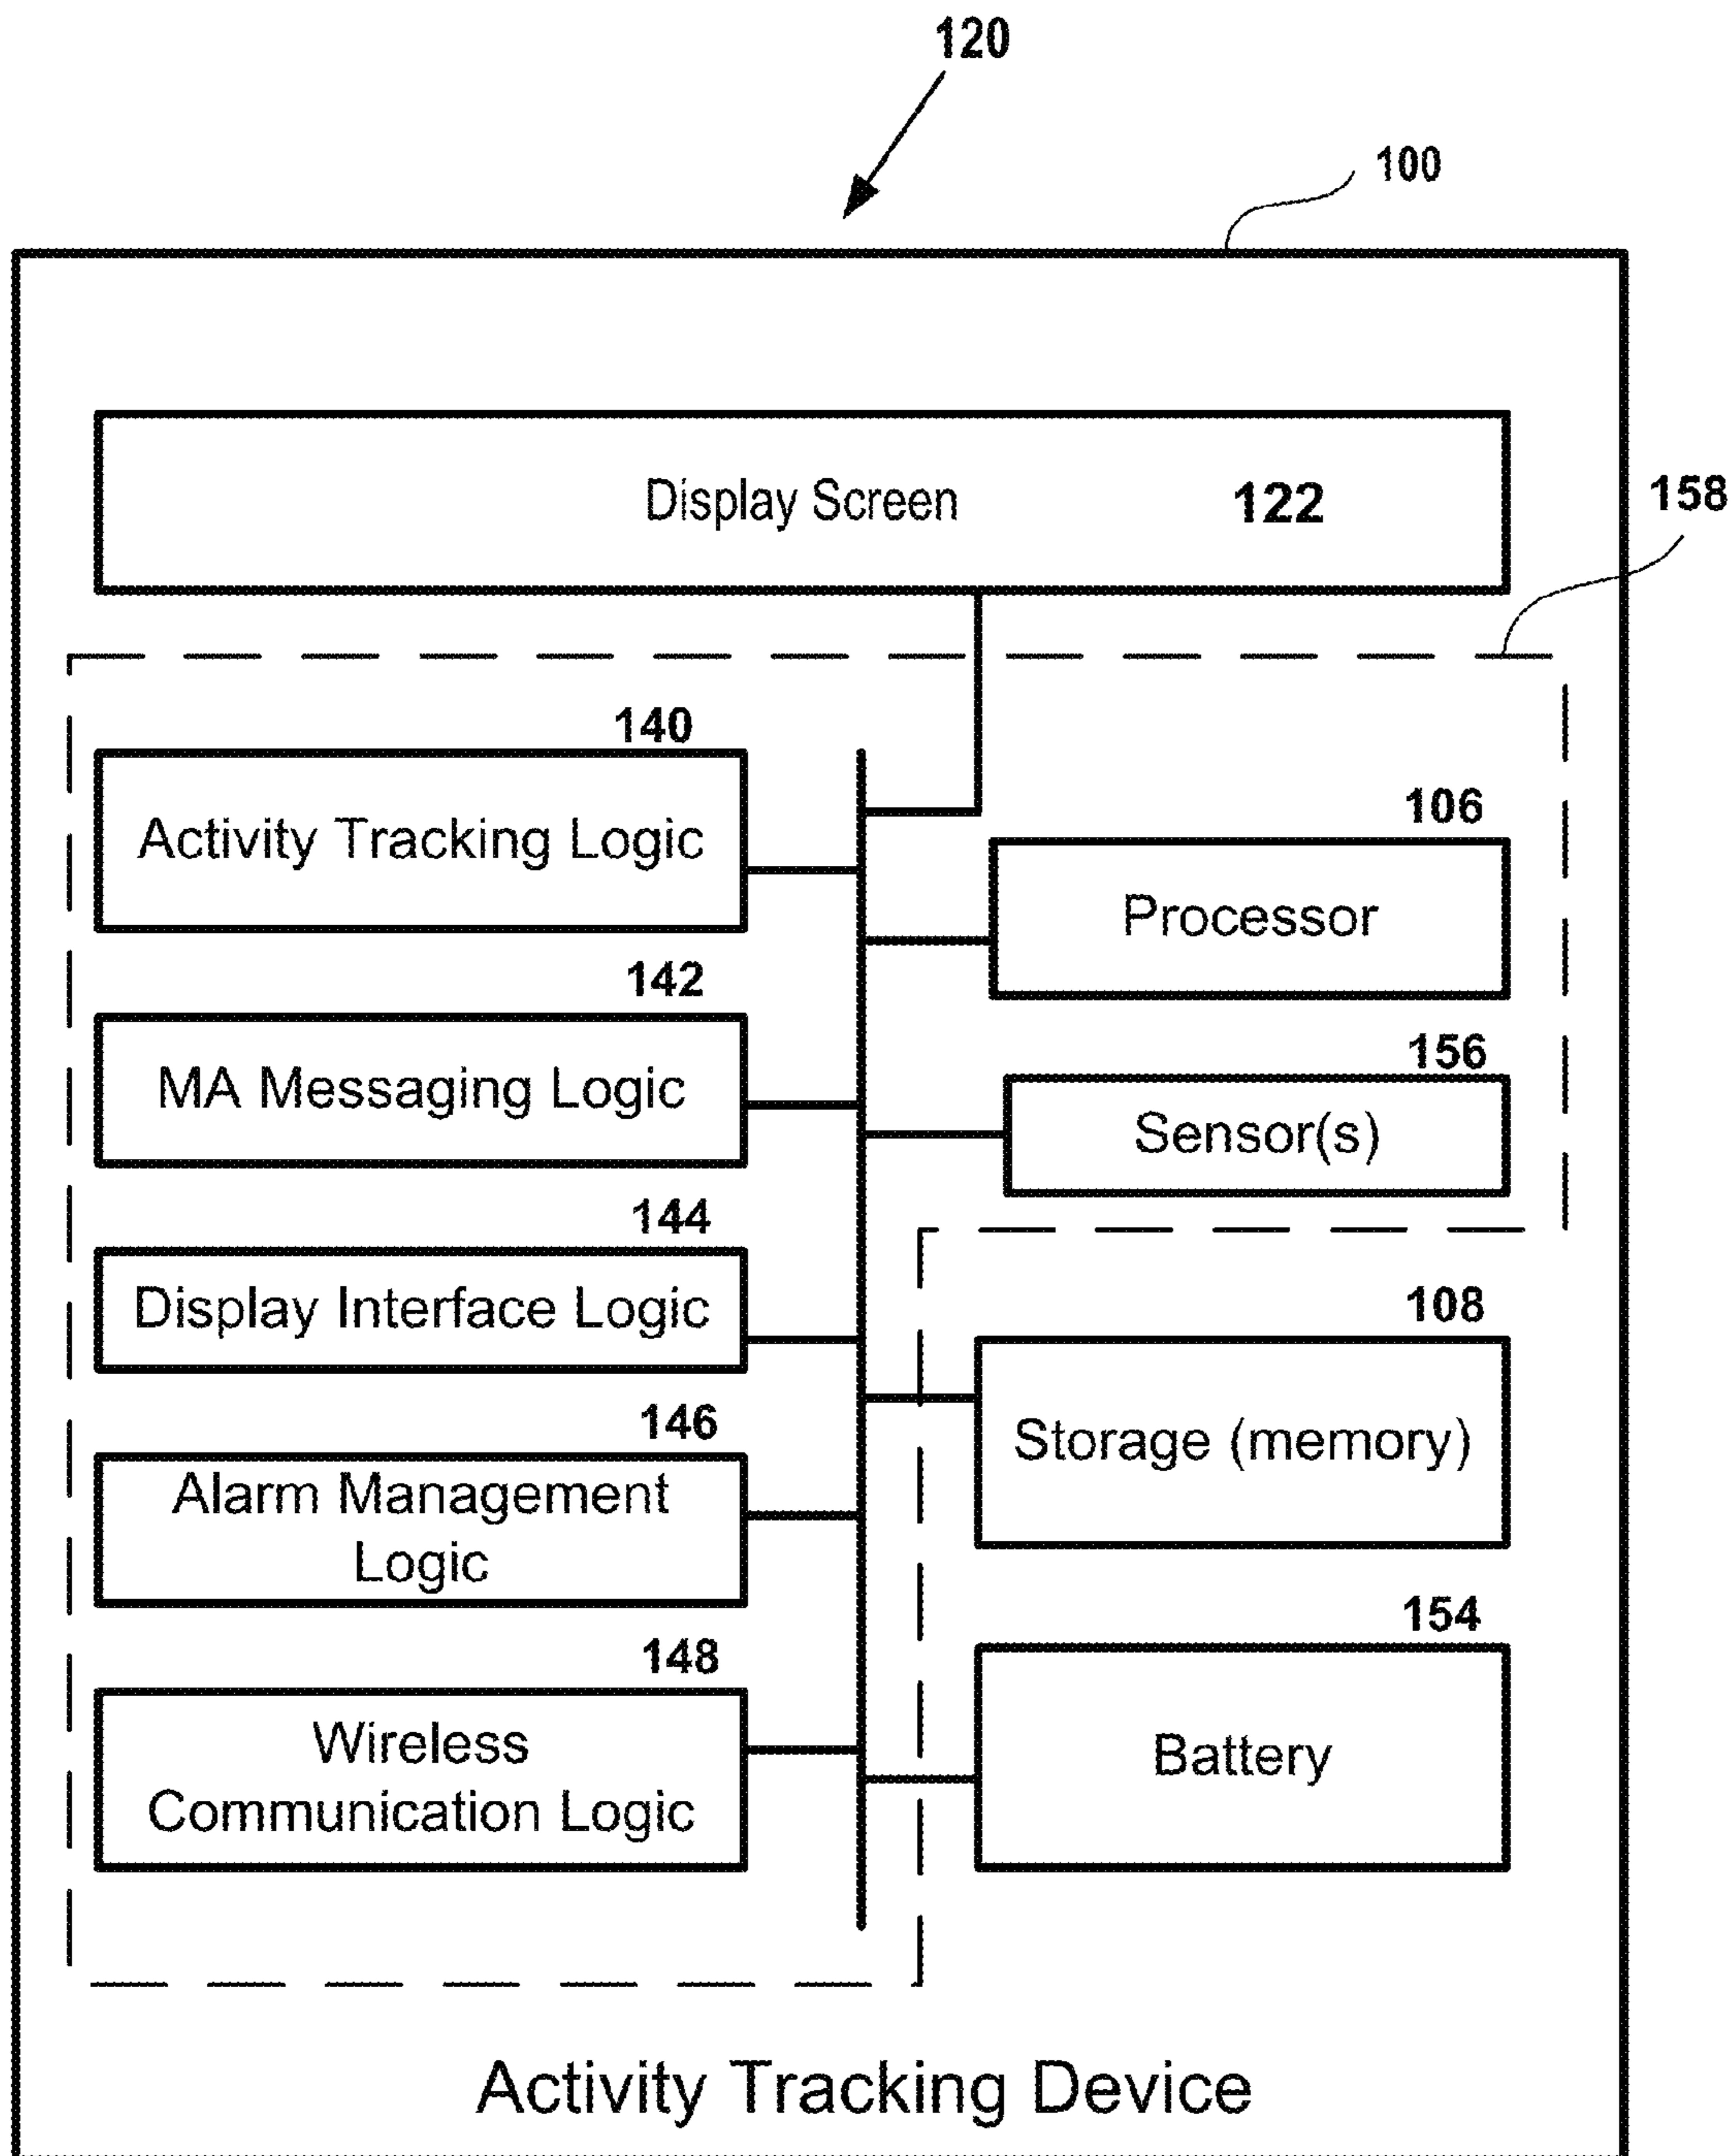 120
100
Display Screen 122
158
140
Activity Tracking Logic
106
Processor
142
MA Messaging Logic
156
Sensor(s)
144
Display Interface Logic
108
Storage (memory)
146
Alarm Management
Logic
154
Battery
148
Wireless
Communication Logic
Activity Tracking Device